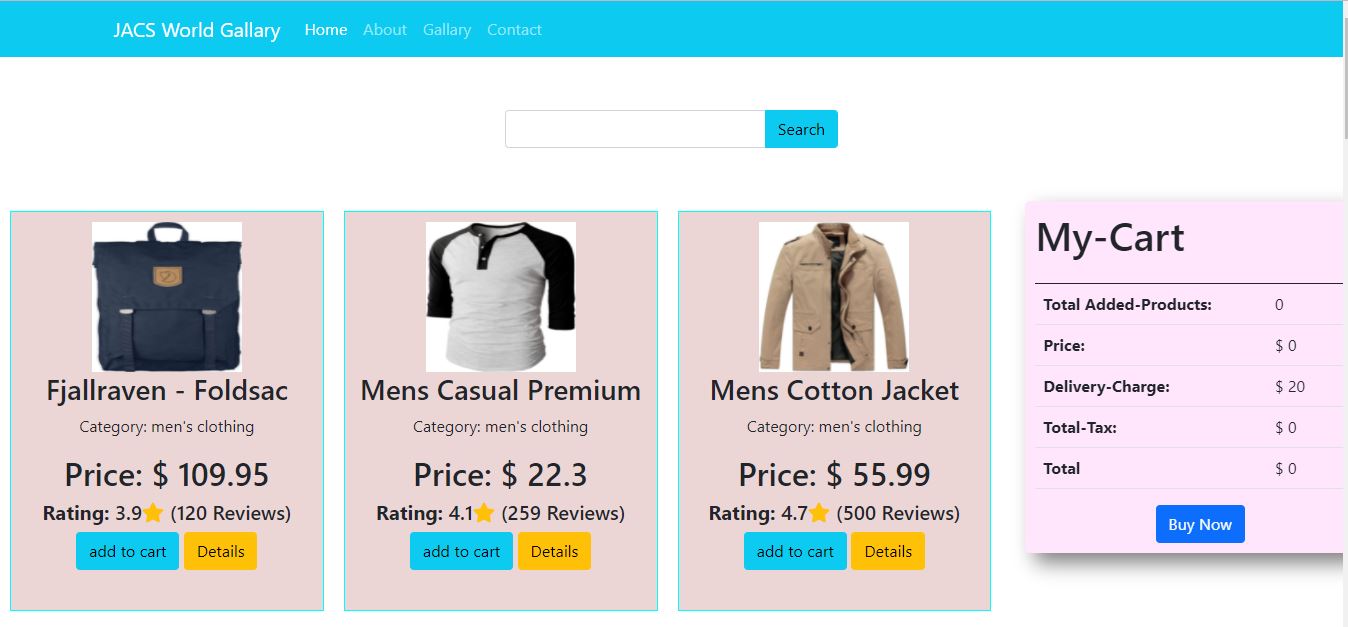 JACS World Gallary Home About Gallary Contact
Search
Fjallraven - Foldsac
Category: men's clothing
Price: $ 109.95
Rating: 3.9 (120 Reviews)
add to cart Details
Mens Casual Premium
Category: men's clothing
Price: $ 22.3
Rating: 4.1 (259 Reviews)
add to cart Details
Mens Cotton Jacket
Category: men's clothing
Price: $ 55.99
Rating: 4.7 (500 Reviews)
add to cart Details
My-Cart
Total Added-Products: 0
Price: $ 0
Delivery-Charge: $ 20
Total-Tax: $ 0
Total $ 0
Buy Now